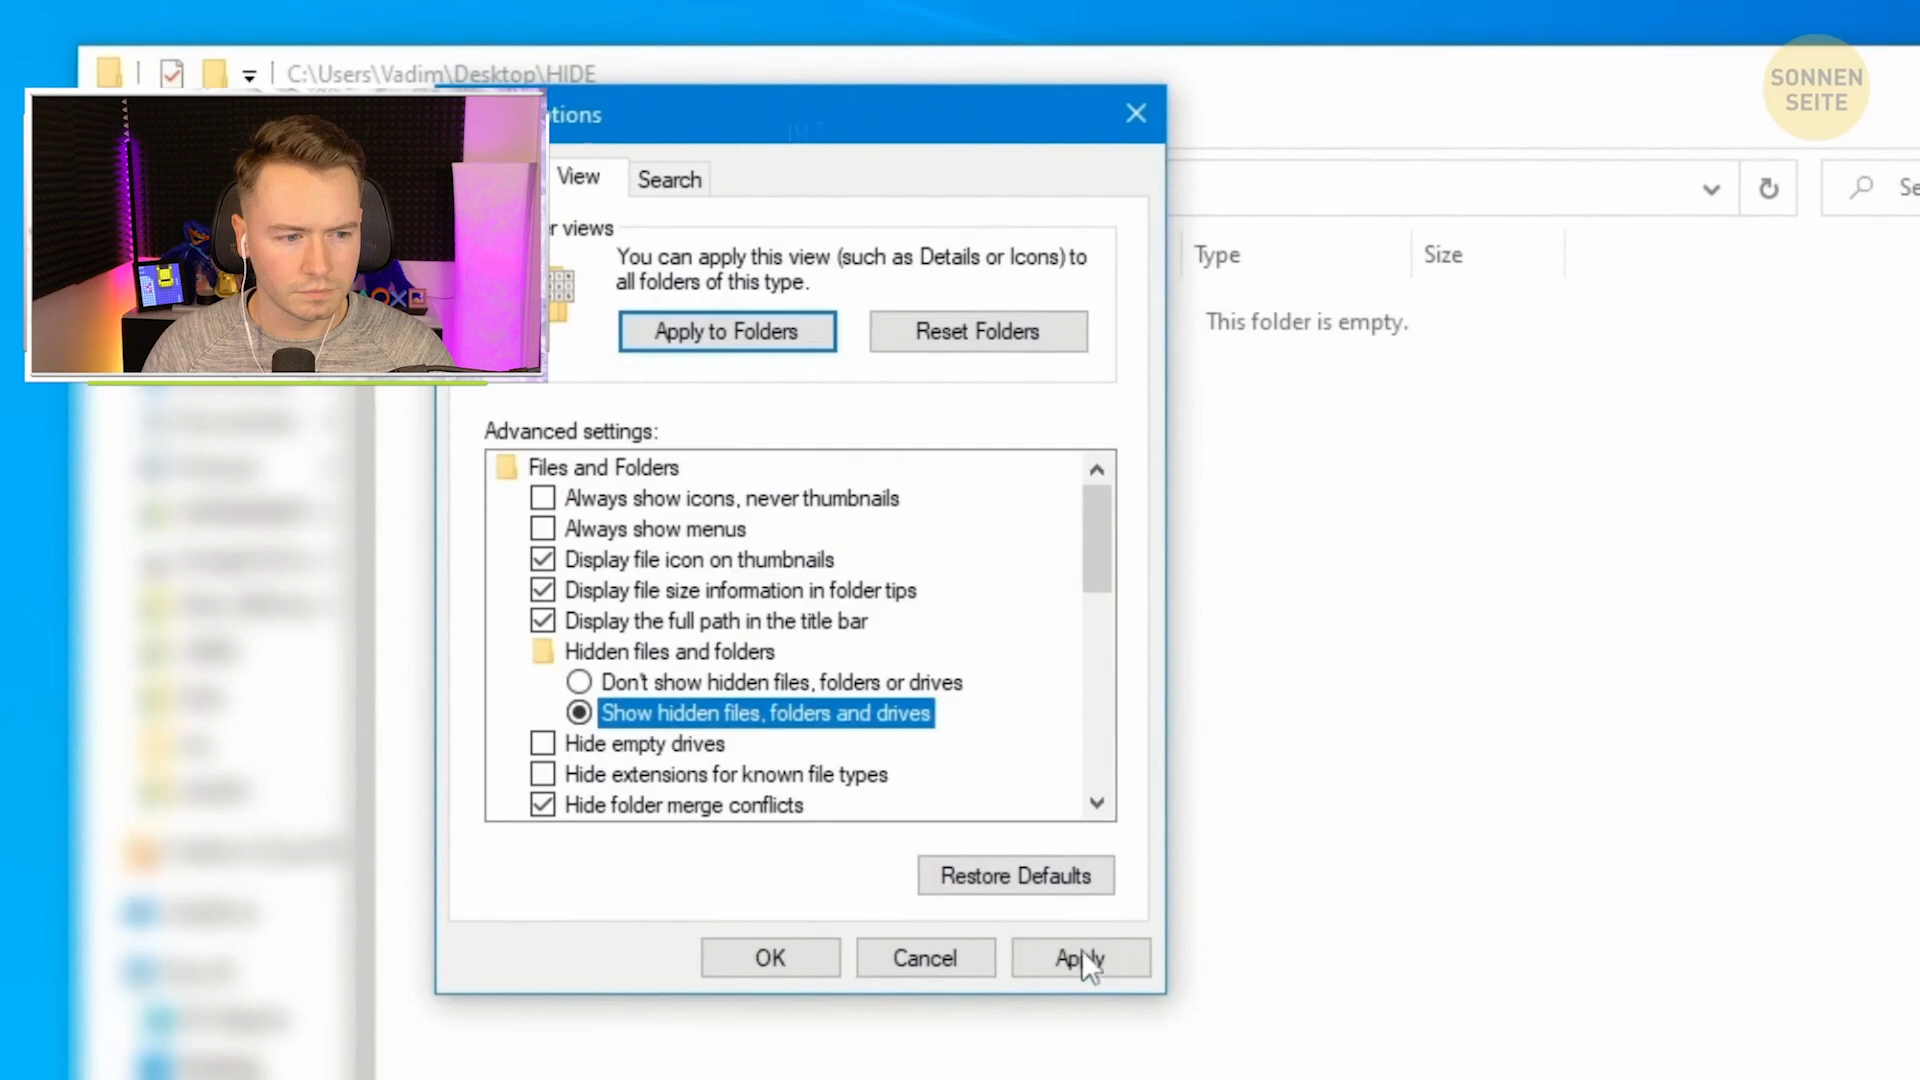 C:\Users\Vadim\Desktop\HIDE
SONNEN
SEITE
tions
View
Search
r views
You can apply this view (such as Details or Icons) to
all folders of this type.
Apply to Folders
Reset Folders
Type
Size
This folder is empty.
Advanced settings:
Files and Folders
Always show icons, never thumbnails
Always show menus
Display file icon on thumbnails
Display file size information in folder tips
Display the full path in the title bar
Hidden files and folders
Don't show hidden files, folders or drives
Show hidden files, folders and drives
Hide empty drives
Hide extensions for known file types
Hide folder merge conflicts
Restore Defaults
OK
Cancel
Apply
Se